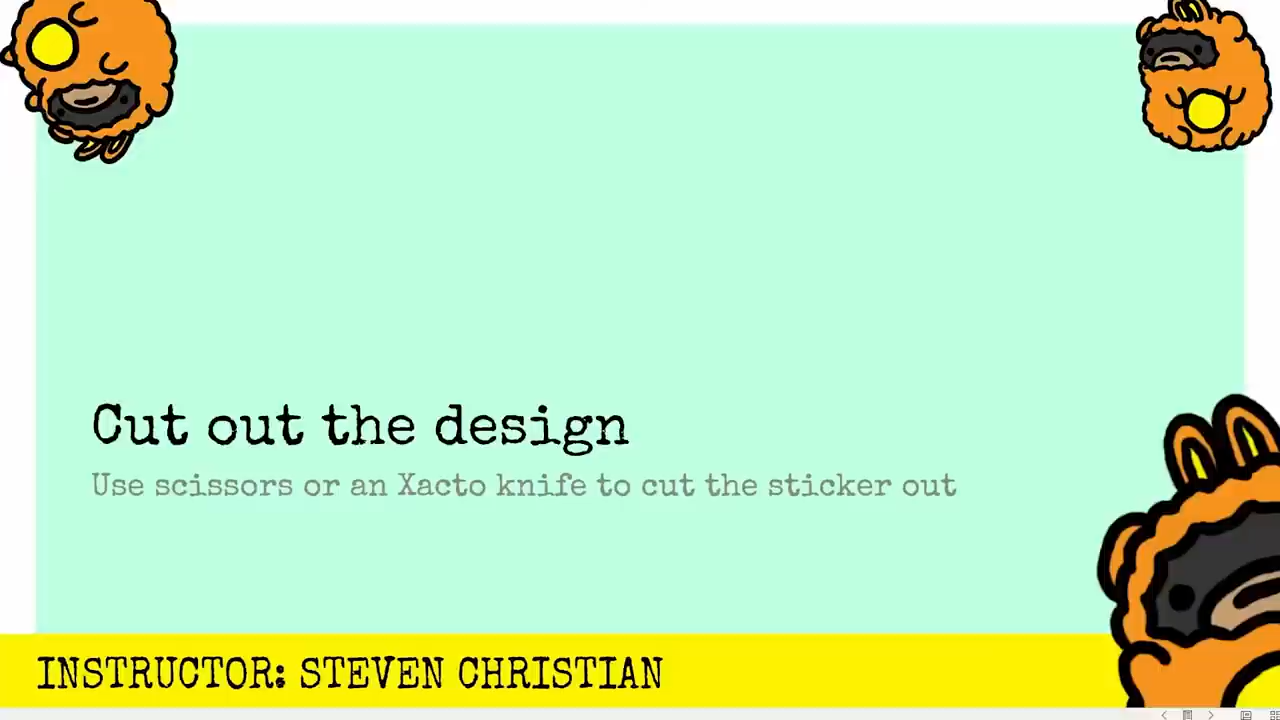 Cut out the design
Use scissors or an Xacto knife to cut the sticker out
INSTRUCTOR: STEVEN CHRISTIAN